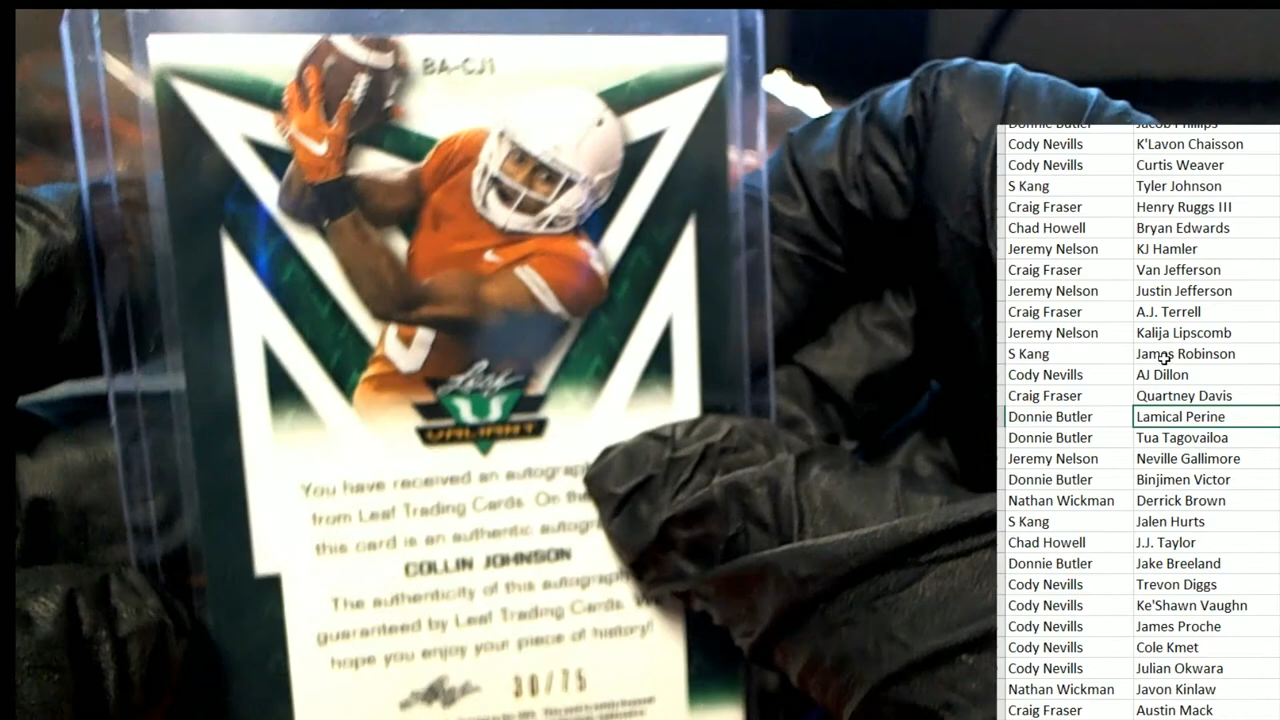 BA-CJ1
Leaf
VALIANT
You have received an autograph
from Leaf Trading Cards. On the
this card is an authentic autogr
COLLIN JOHNSON
The authenticity of this autograph
guaranteed by Leaf Trading Cards. W
hope you enjoy your piece of history!
Leaf
30/75
Donnie Butler Jacob Phillips
Cody Nevills K'Lavon Chaisson
Cody Nevills Curtis Weaver
S Kang Tyler Johnson
Craig Fraser Henry Ruggs III
Chad Howell Bryan Edwards
Jeremy Nelson KJ Hamler
Craig Fraser Van Jefferson
Jeremy Nelson Justin Jefferson
Craig Fraser A.J. Terrell
Jeremy Nelson Kalija Lipscomb
S Kang James Robinson
Cody Nevills AJ Dillon
Craig Fraser Quartney Davis
Donnie Butler Lamical Perine
Donnie Butler Tua Tagovailoa
Jeremy Nelson Neville Gallimore
Donnie Butler Binjimen Victor
Nathan Wickman Derrick Brown
S Kang Jalen Hurts
Chad Howell J.J. Taylor
Donnie Butler Jake Breeland
Cody Nevills Trevon Diggs
Cody Nevills Ke'Shawn Vaughn
Cody Nevills James Proche
Cody Nevills Cole Kmet
Cody Nevills Julian Okwara
Nathan Wickman Javon Kinlaw
Craig Fraser Austin Mack